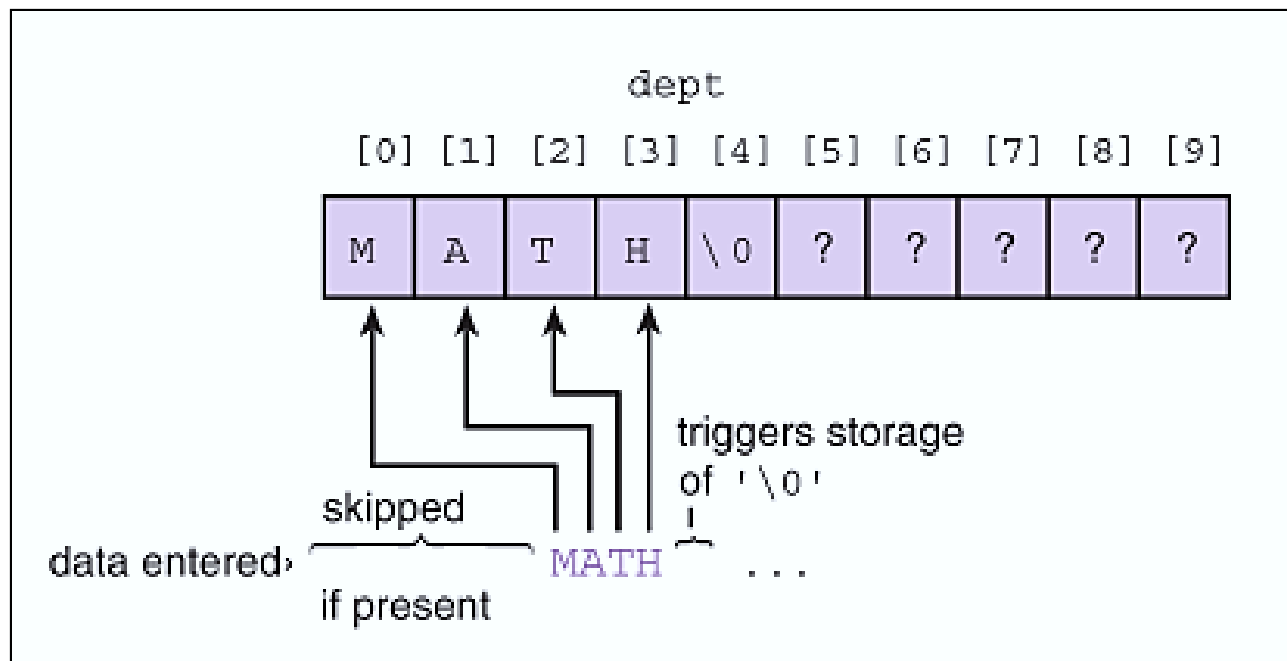 dept
[0] [1] [2] [3] [4] [5] [6] [7] [8] [9]
M A T H \0 ? ? ? ? ?
triggers storage
of '\0'
skipped
data entered› MATH ...
if present